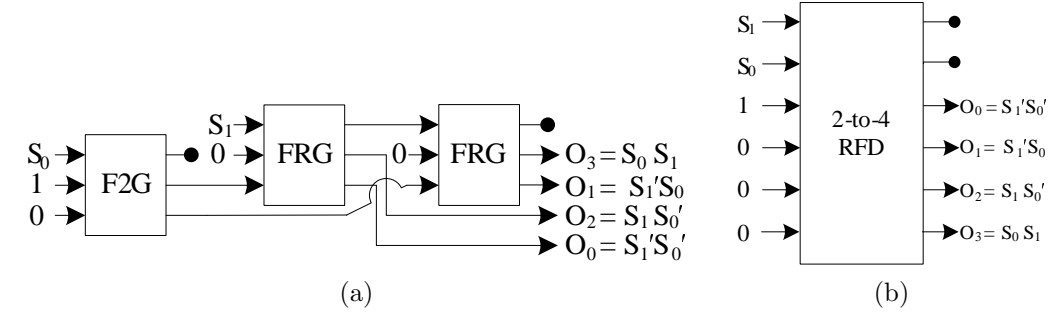 S₀
1
0
F2G
S₁
0
FRG
0
FRG
O₃ = S₀ S₁
O₁ = S₁'S₀
O₂ = S₁ S₀'
O₀ = S₁'S₀'
(a)
S₁
S₀
1
0
0
0
2-to-4
RFD
O₀ = S₁'S₀'
O₁ = S₁'S₀
O₂ = S₁ S₀'
O₃ = S₀ S₁
(b)